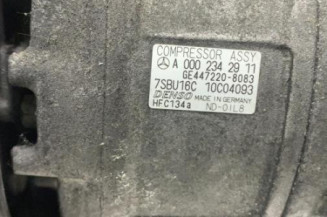 COMPRESSOR ASSY
A 000 234 29 11
GE447220-8083
7SBU16C 10C04093
DENSO MADE IN GERMANY
HFC134a ND-OIL8